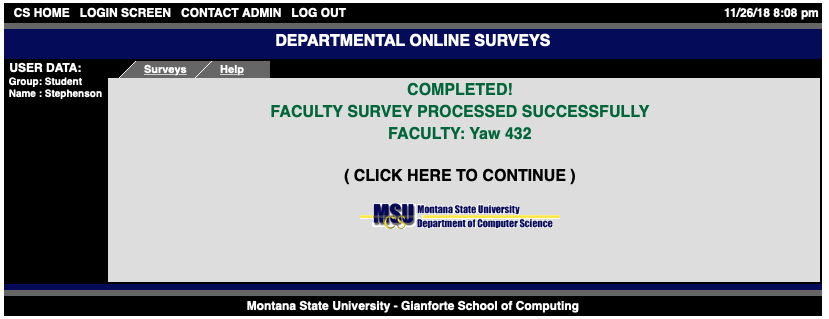 CS HOME LOGIN SCREEN CONTACT ADMIN LOG OUT 11/26/18 8:08 pm
DEPARTMENTAL ONLINE SURVEYS
USER DATA:
Group: Student
Name : Stephenson
Surveys Help
COMPLETED!
FACULTY SURVEY PROCESSED SUCCESSFULLY
FACULTY: Yaw 432
( CLICK HERE TO CONTINUE )
MSU CS
Montana State University
Department of Computer Science
Montana State University - Gianforte School of Computing